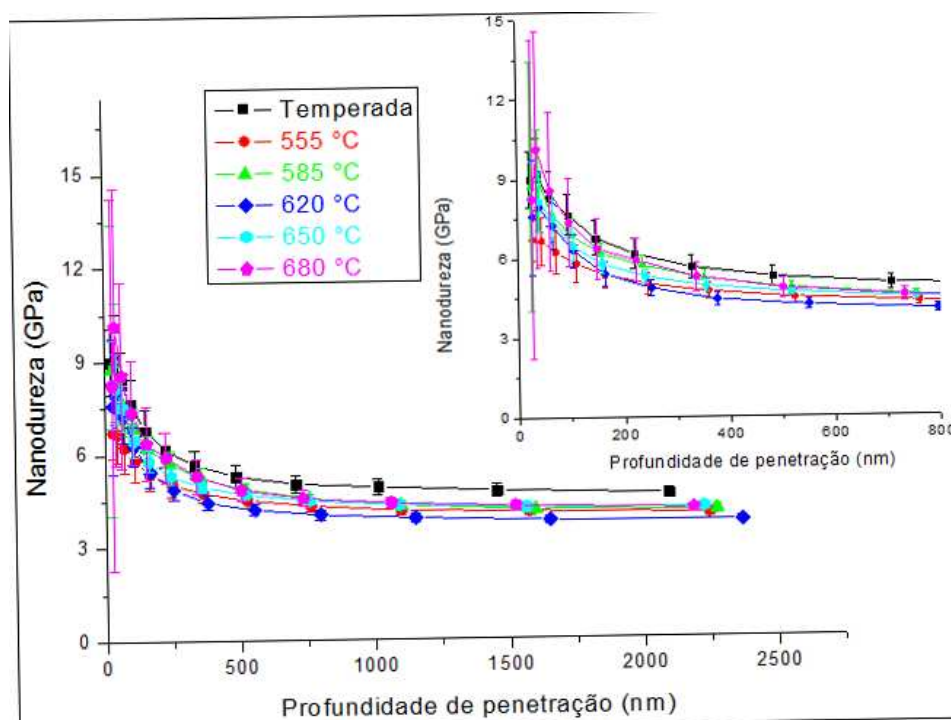 Nanodureza (GPa)
15
12
9
6
3
0
Temperada
555 °C
585 °C
620 °C
650 °C
680 °C
0
500
1000
1500
2000
2500
Profundidade de penetração (nm)
Nanodureza (GPa)
15
12
9
6
3
0
0
200
400
600
800
Profundidade de penetração (nm)